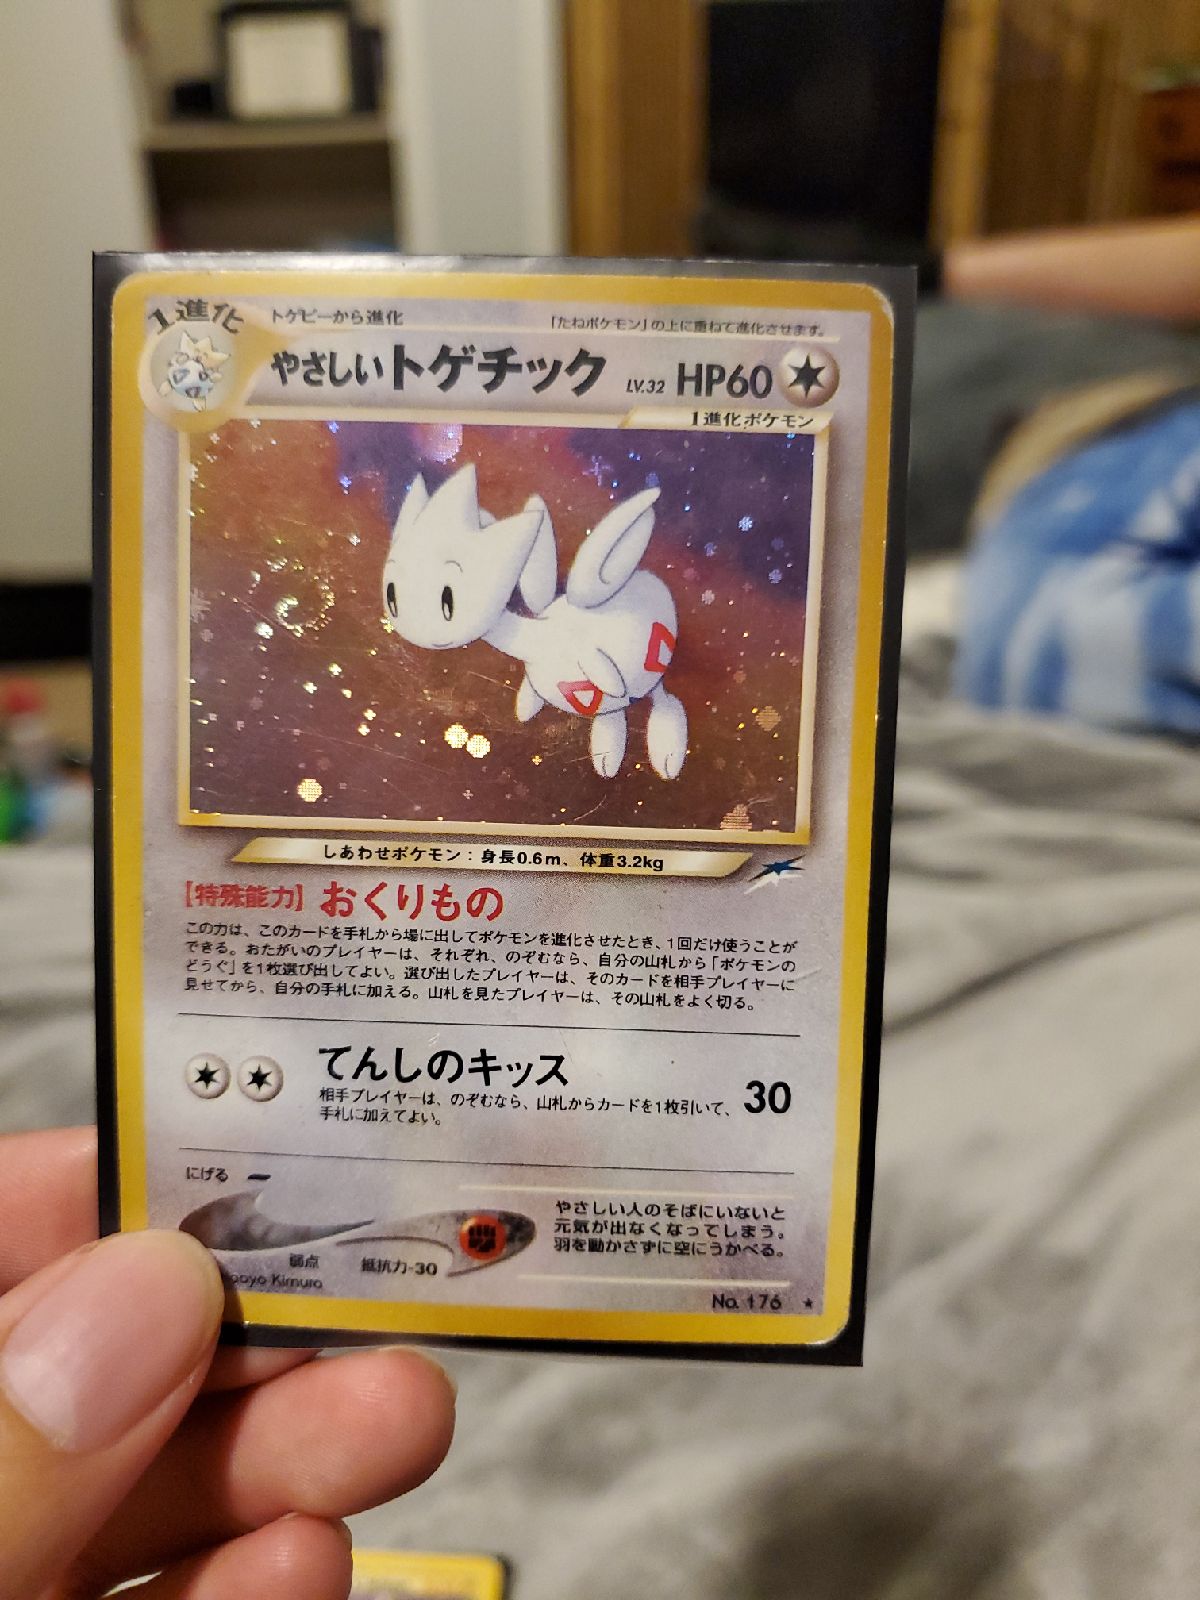 1進化
トゲピーから進化
「たねポケモン」の上に重ねて進化させます。
やさしいトゲチック LV.32 HP60
1進化ポケモン
しあわせポケモン：身長0.6m、体重3.2kg
【特殊能力】おくりもの
この力は、このカードを手札から場に出してポケモンを進化させたとき、1回だけ使うことが
できる。おたがいのプレイヤーは、それぞれ、のぞむなら、自分の山札から「ポケモンの
どうぐ」を1枚選び出してよい。選び出したプレイヤーは、そのカードを相手プレイヤーに
見せてから、自分の手札に加える。山札を見たプレイヤーは、その山札をよく切る。
てんしのキッス 30
相手プレイヤーは、のぞむなら、山札からカードを1枚引いて、
手札に加えてよい。
にげる
弱点
抵抗力-30
やさしい人のそばにいないと
元気が出なくなってしまう。
羽を動かさずに空にうかべる。
Kimura
No. 176 ★